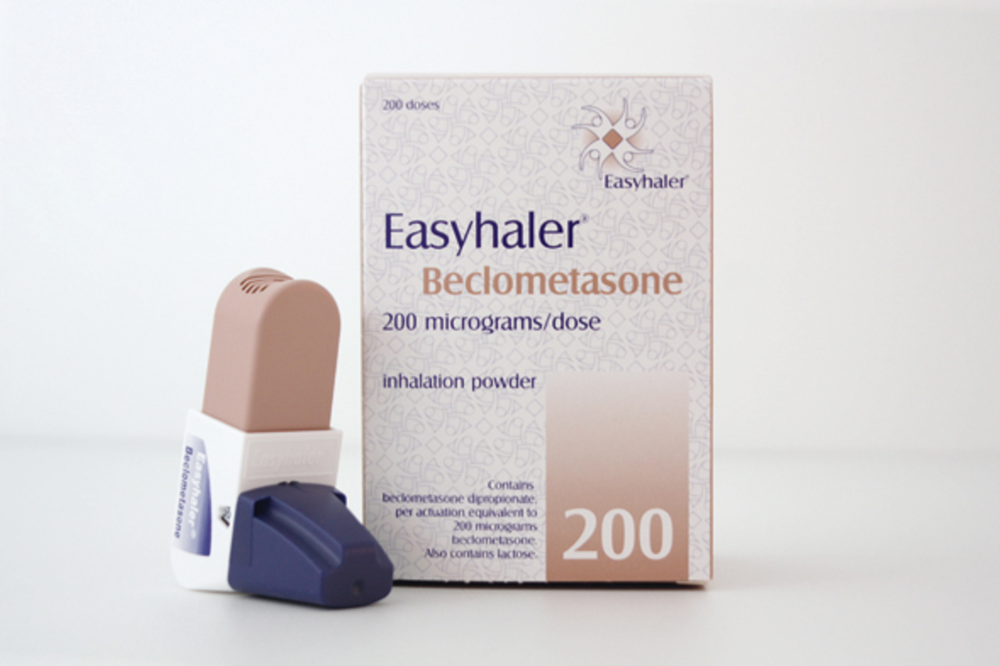 200 doses
Easyhaler®
Easyhaler®
Beclometasone
200 micrograms/dose
inhalation powder
Contains
beclometasone dipropionate,
per actuation equivalent to
200 micrograms
beclometasone.
Also contains lactose.
200
Easyhaler
Easyhaler®
Beclometasone